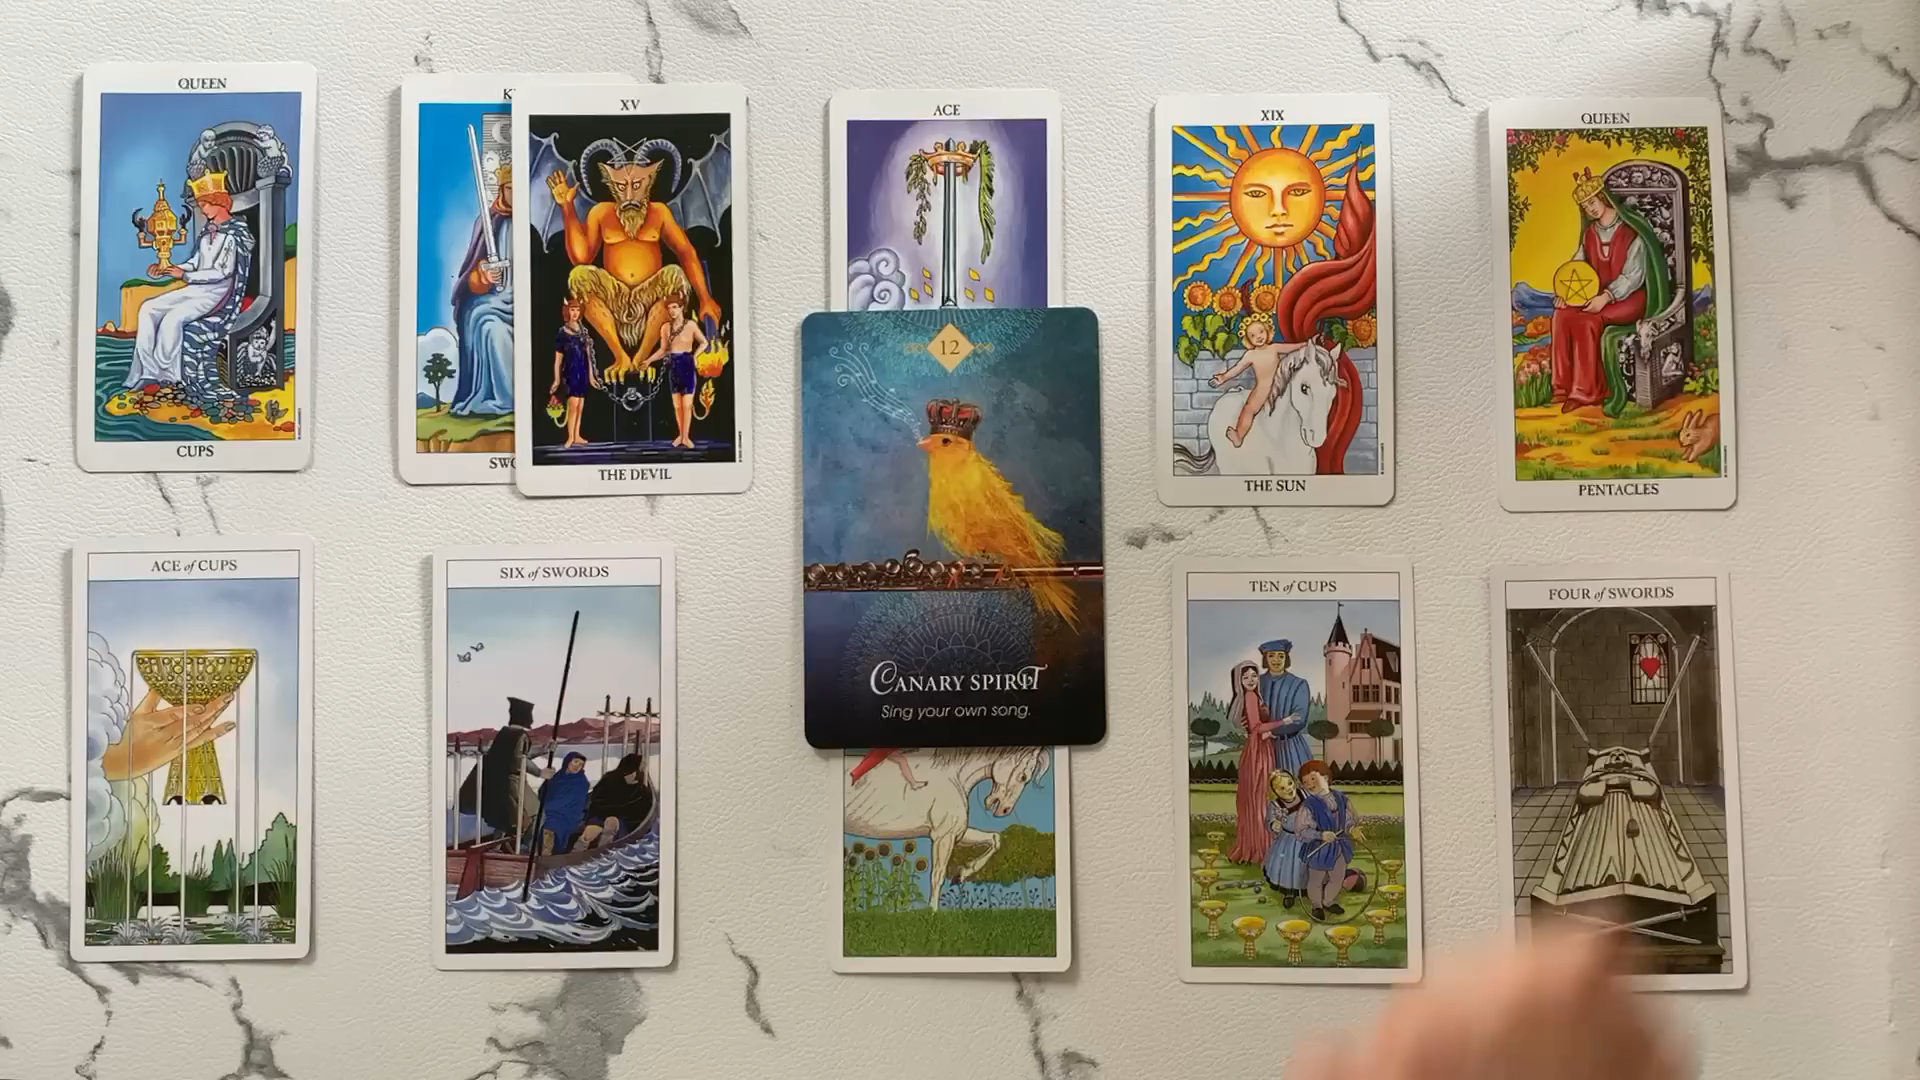 QUEEN
CUPS
K
SWO
XV
THE DEVIL
ACE
XIX
THE SUN
QUEEN
PENTACLES
12
CANARY SPIRIT
Sing your own song.
ACE of CUPS
SIX of SWORDS
TEN of CUPS
FOUR of SWORDS